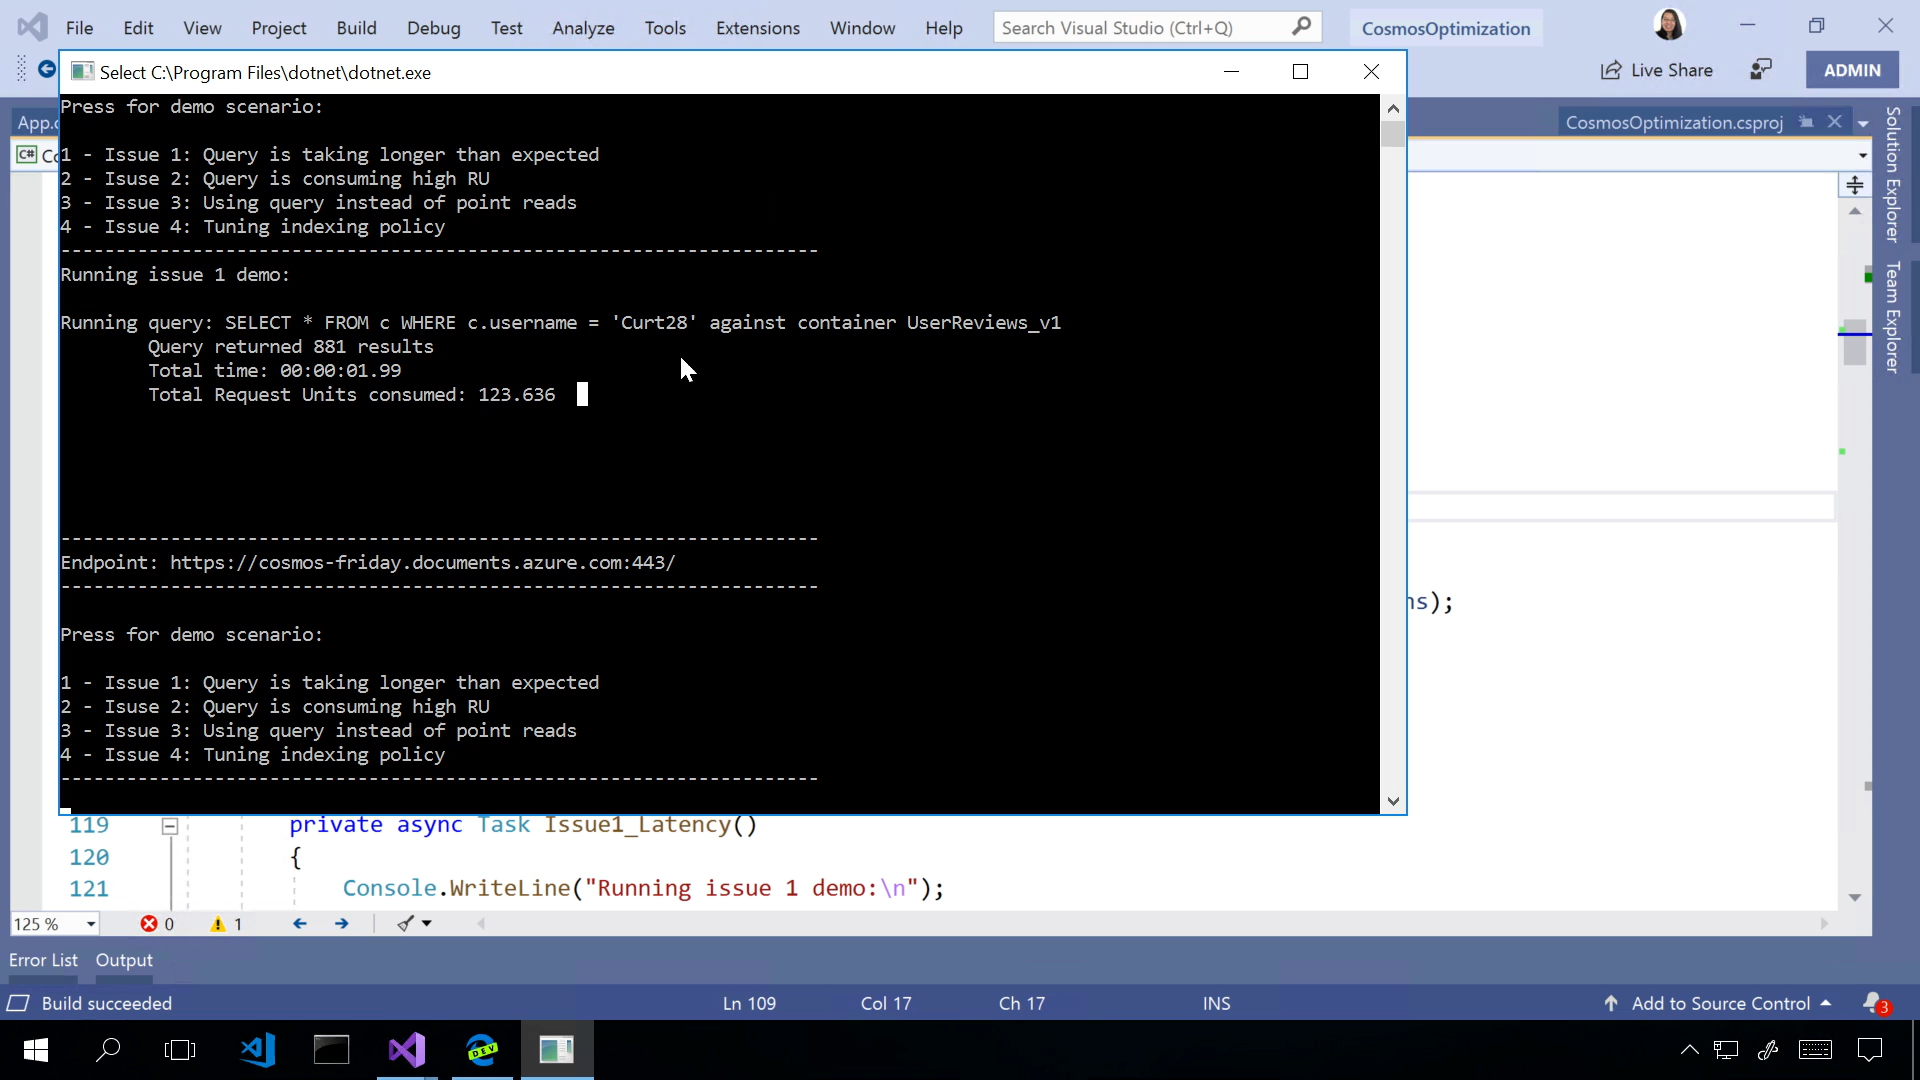 File Edit View Project Build Debug Test Analyze Tools Extensions Window Help Search Visual Studio (Ctrl+Q) CosmosOptimization
Live Share ADMIN
Select C:\Program Files\dotnet\dotnet.exe
CosmosOptimization.csproj
Solution Explorer
Team Explorer
Press for demo scenario:
1 - Issue 1: Query is taking longer than expected
2 - Isuse 2: Query is consuming high RU
3 - Issue 3: Using query instead of point reads
4 - Issue 4: Tuning indexing policy
---------------------------------------------------------------------
Running issue 1 demo:
Running query: SELECT * FROM c WHERE c.username = 'Curt28' against container UserReviews_v1
Query returned 881 results
Total time: 00:00:01.99
Total Request Units consumed: 123.636
---------------------------------------------------------------------
Endpoint: https://cosmos-friday.documents.azure.com:443/
---------------------------------------------------------------------
Press for demo scenario:
1 - Issue 1: Query is taking longer than expected
2 - Isuse 2: Query is consuming high RU
3 - Issue 3: Using query instead of point reads
4 - Issue 4: Tuning indexing policy
---------------------------------------------------------------------
ns);
119 private async Task Issue1_Latency()
120 {
121 Console.WriteLine("Running issue 1 demo:\n");
125 % 0 1
Error List Output
Build succeeded Ln 109 Col 17 Ch 17 INS Add to Source Control 3
DEV